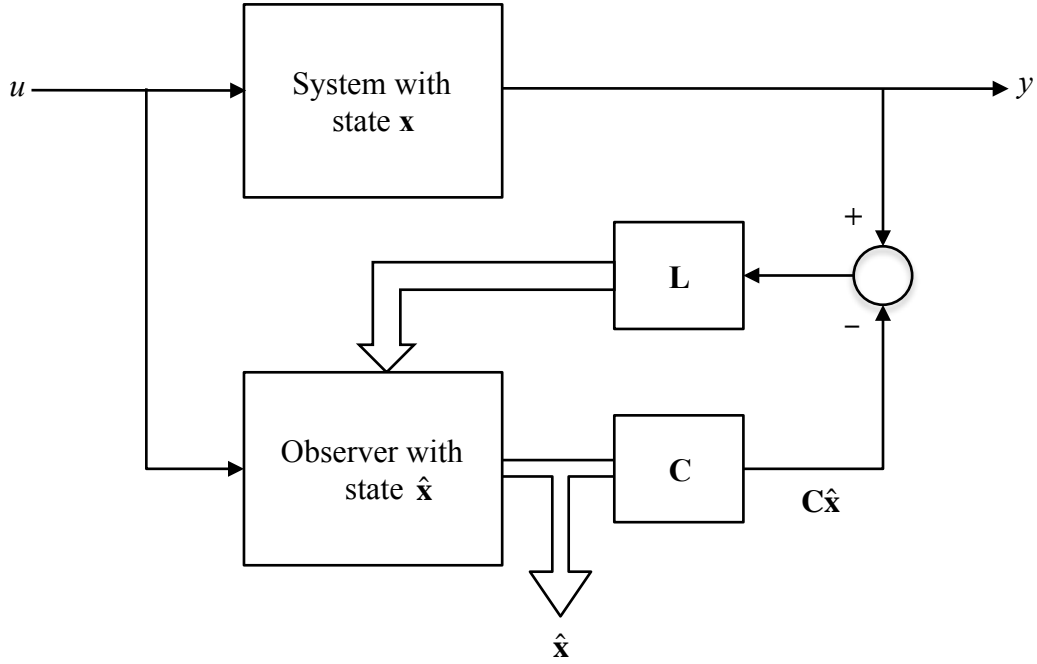 u
System with
state x
y
+
L
−
Observer with
state x̂
C
Cx̂
x̂